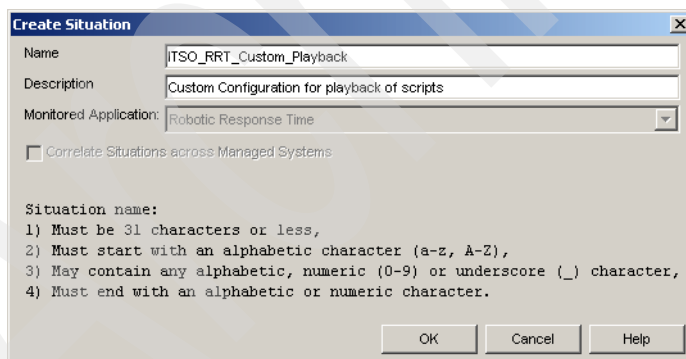 Create Situation
Name ITSO_RRT_Custom_Playback
Description Custom Configuration for playback of scripts
Monitored Application: Robotic Response Time
Correlate Situations across Managed Systems
Situation name:
1) Must be 31 characters or less,
2) Must start with an alphabetic character (a-z, A-Z),
3) May contain any alphabetic, numeric (0-9) or underscore (_) character,
4) Must end with an alphabetic or numeric character.
OK Cancel Help